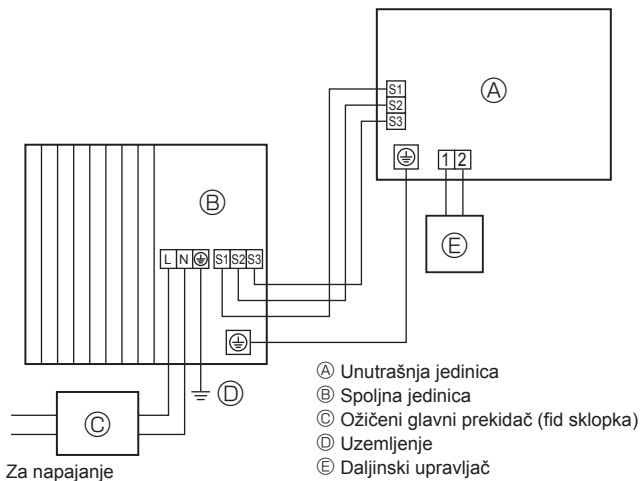 Ⓐ
S1
S2
S3
1 2
Ⓑ
Ⓔ
L N S1 S2 S3
Ⓓ
Ⓒ
Za napajanje
Ⓐ Unutrašnja jedinica
Ⓑ Spoljna jedinica
Ⓒ Ožičeni glavni prekidač (fid sklopka)
Ⓓ Uzemljenje
Ⓔ Daljinski upravljač